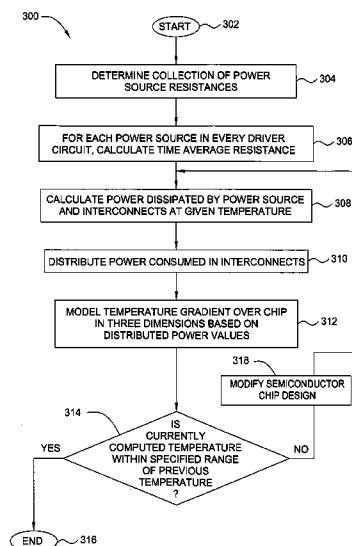 300
START
302
DETERMINE COLLECTION OF POWER
SOURCE RESISTANCES
304
FOR EACH POWER SOURCE IN EVERY DRIVER
CIRCUIT, CALCULATE TIME AVERAGE RESISTANCE
306
CALCULATE POWER DISSIPATED BY POWER SOURCE
AND INTERCONNECTS AT GIVEN TEMPERATURE
308
DISTRIBUTE POWER CONSUMED IN INTERCONNECTS
310
MODEL TEMPERATURE GRADIENT OVER CHIP
IN THREE DIMENSIONS BASED ON
DISTRIBUTED POWER VALUES
312
318
MODIFY SEMICONDUCTOR
CHIP DESIGN
314
IS
CURRENTLY
COMPUTED TEMPERATURE
WITHIN SPECIFIED RANGE
OF PREVIOUS
TEMPERATURE
?
YES
NO
END
316